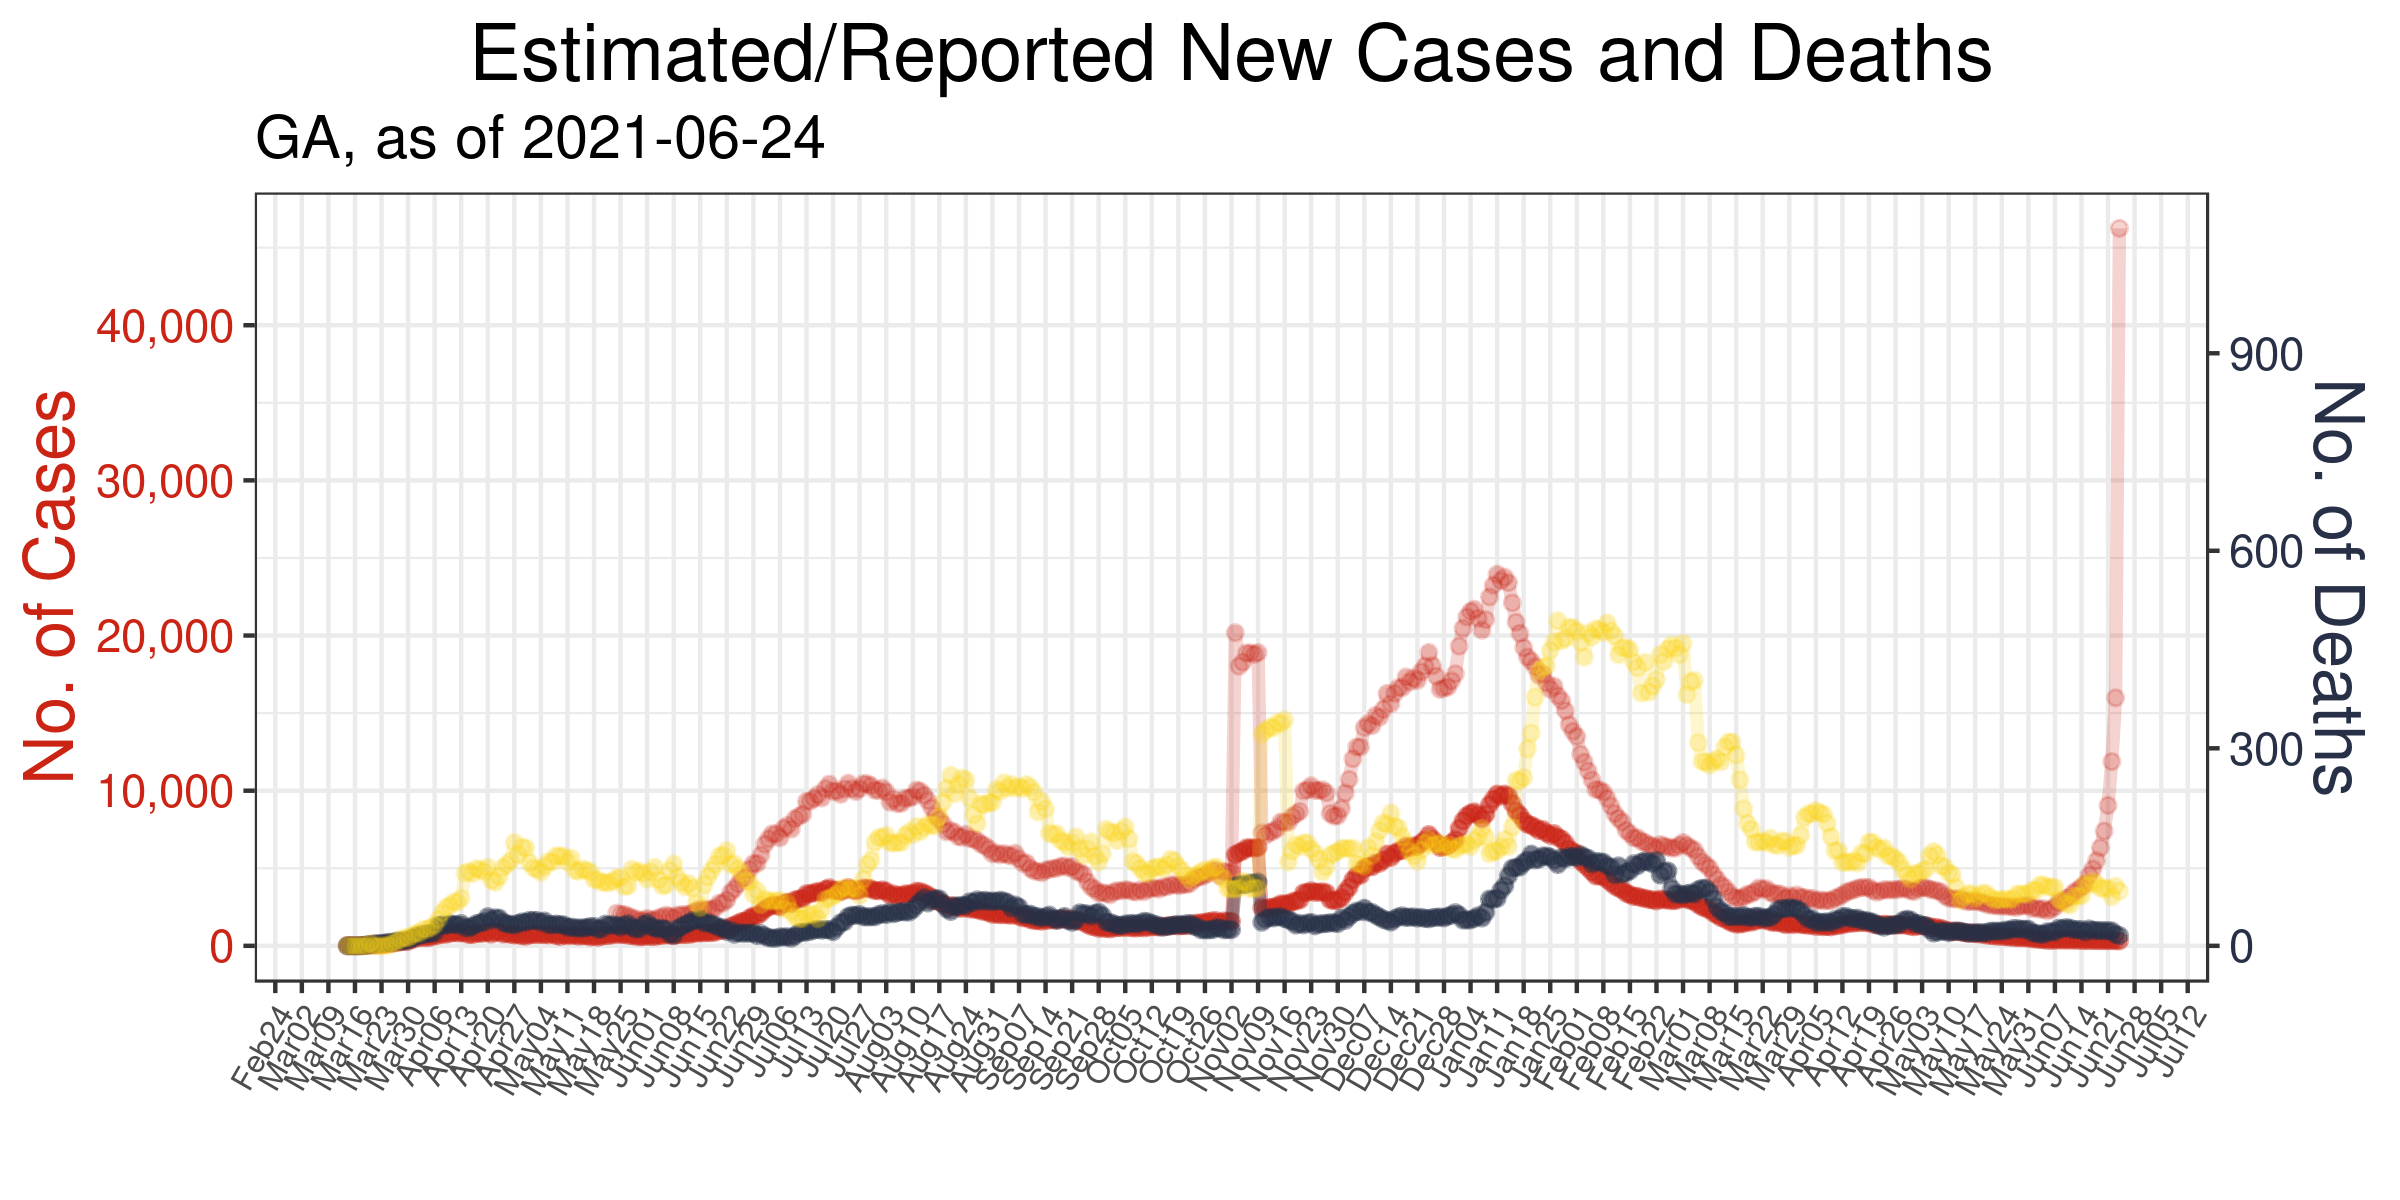 Estimated/Reported New Cases and Deaths
GA, as of 2021-06-24
No. of Cases
40,000
30,000
20,000
10,000
0
900
600
300
0
No. of Deaths
Feb24
Mar02
Mar09
Mar16
Mar23
Mar30
Apr06
Apr13
Apr20
Apr27
May04
May11
May18
May25
Jun01
Jun08
Jun15
Jun22
Jun29
Jul06
Jul13
Jul20
Jul27
Aug03
Aug10
Aug17
Aug24
Aug31
Sep07
Sep14
Sep21
Sep28
Oct05
Oct12
Oct19
Oct26
Nov02
Nov09
Nov16
Nov23
Nov30
Dec07
Dec14
Dec21
Dec28
Jan04
Jan11
Jan18
Jan25
Feb01
Feb08
Feb15
Feb22
Mar01
Mar08
Mar15
Mar22
Mar29
Apr05
Apr12
Apr19
Apr26
May03
May10
May17
May24
May31
Jun07
Jun14
Jun21
Jun28
Jul05
Jul12